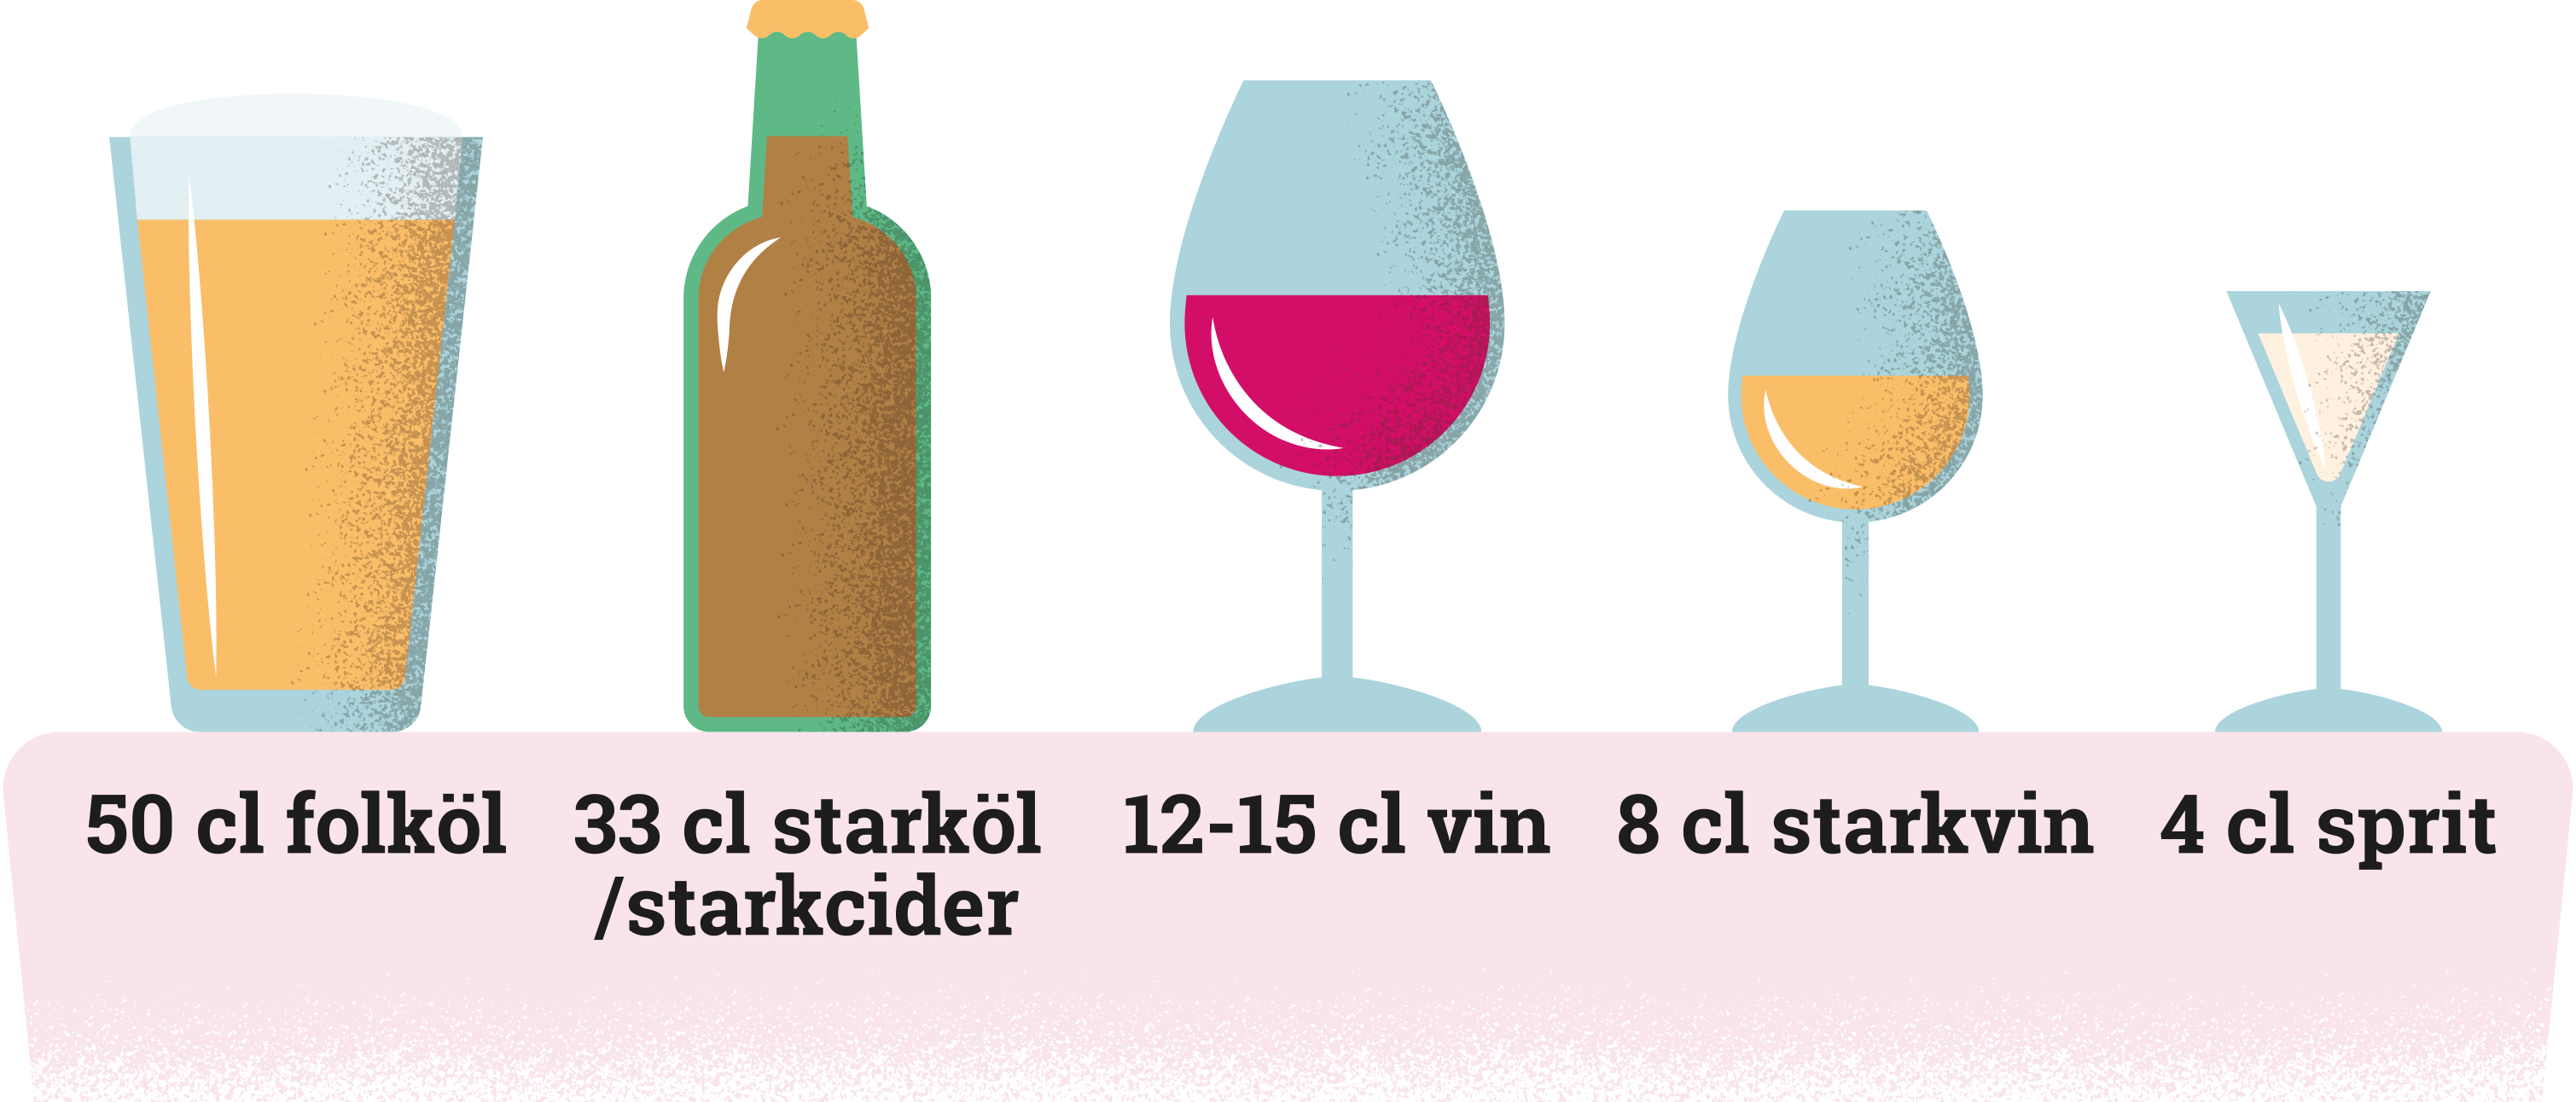 50 cl folköl
33 cl starköl
/starkcider
12-15 cl vin
8 cl starkvin
4 cl sprit